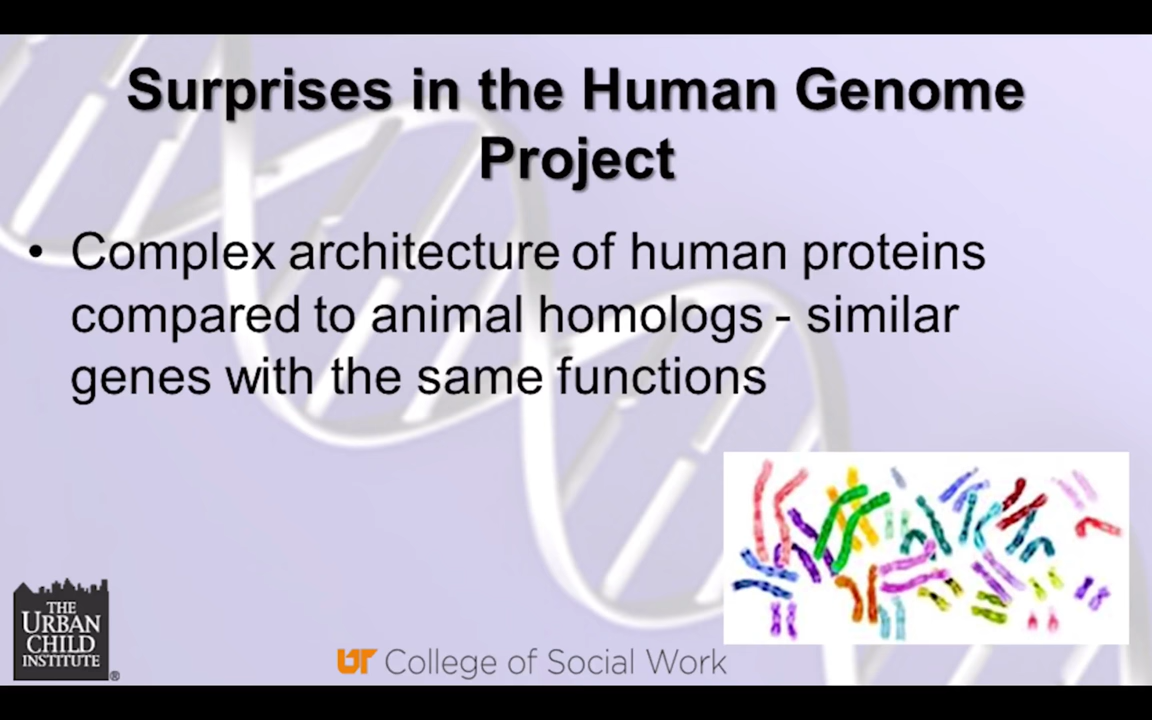 Surprises in the Human Genome
Project
• Complex architecture of human proteins
compared to animal homologs - similar
genes with the same functions
THE
URBAN
CHILD
INSTITUTE
®
UT College of Social Work